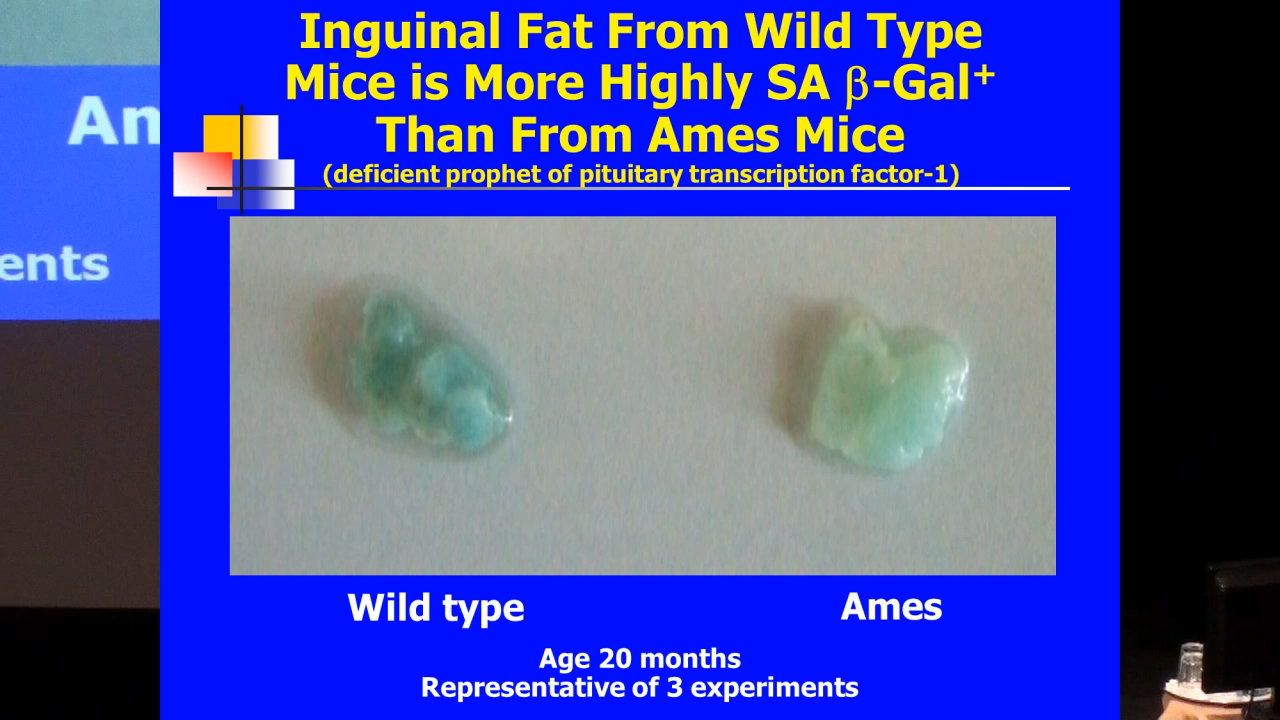 Inguinal Fat From Wild Type
Mice is More Highly SA β-Gal⁺
Than From Ames Mice
(deficient prophet of pituitary transcription factor-1)
Wild type
Ames
Age 20 months
Representative of 3 experiments
An
ents